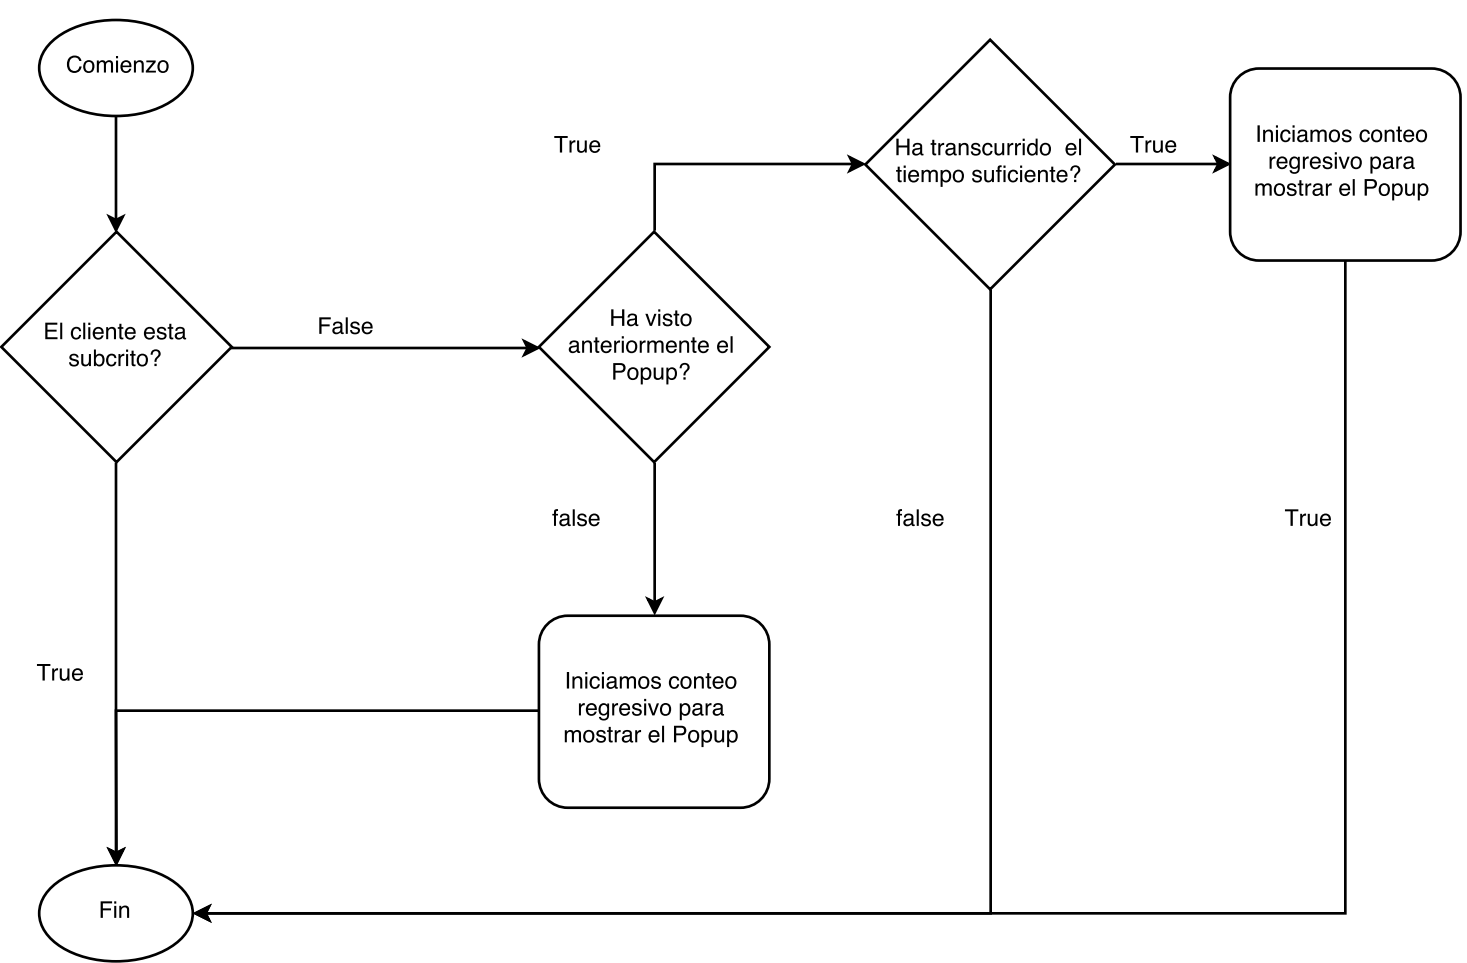 Comienzo
True
Ha transcurrido  el
tiempo suficiente?
True
Iniciamos conteo
regresivo para
mostrar el Popup
El cliente esta
subcrito?
False
Ha visto
anteriormente el
Popup?
false
false
True
True
Iniciamos conteo
regresivo para
mostrar el Popup
Fin